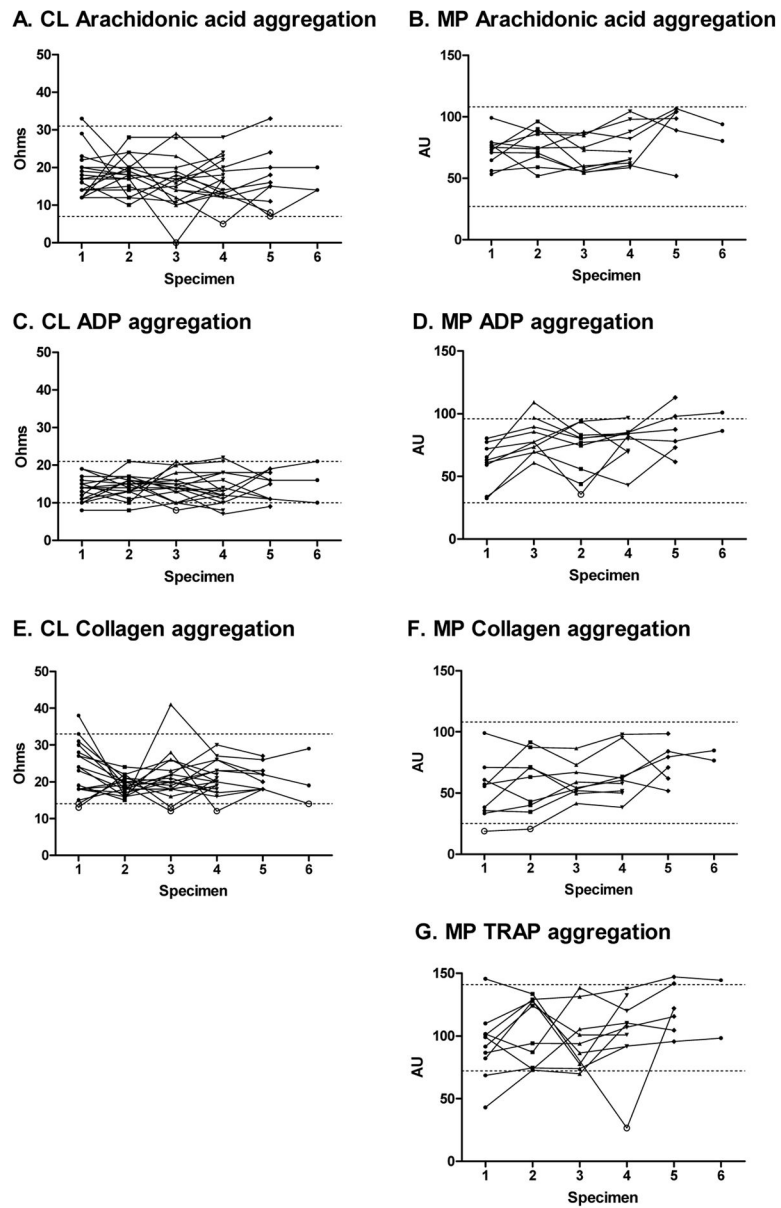 A. CL Arachidonic acid aggregation
50
40
30
20
10
0
Ohms
1 2 3 4 5 6
Specimen
B. MP Arachidonic acid aggregation
150
100
50
0
AU
1 2 3 4 5 6
Specimen
C. CL ADP aggregation
50
40
30
20
10
0
Ohms
1 2 3 4 5 6
Specimen
D. MP ADP aggregation
150
100
50
0
AU
1 3 2 4 5 6
Specimen
E. CL Collagen aggregation
50
40
30
20
10
0
Ohms
1 2 3 4 5 6
Specimen
F. MP Collagen aggregation
150
100
50
0
AU
1 2 3 4 5 6
Specimen
G. MP TRAP aggregation
150
100
50
0
AU
1 2 3 4 5 6
Specimen